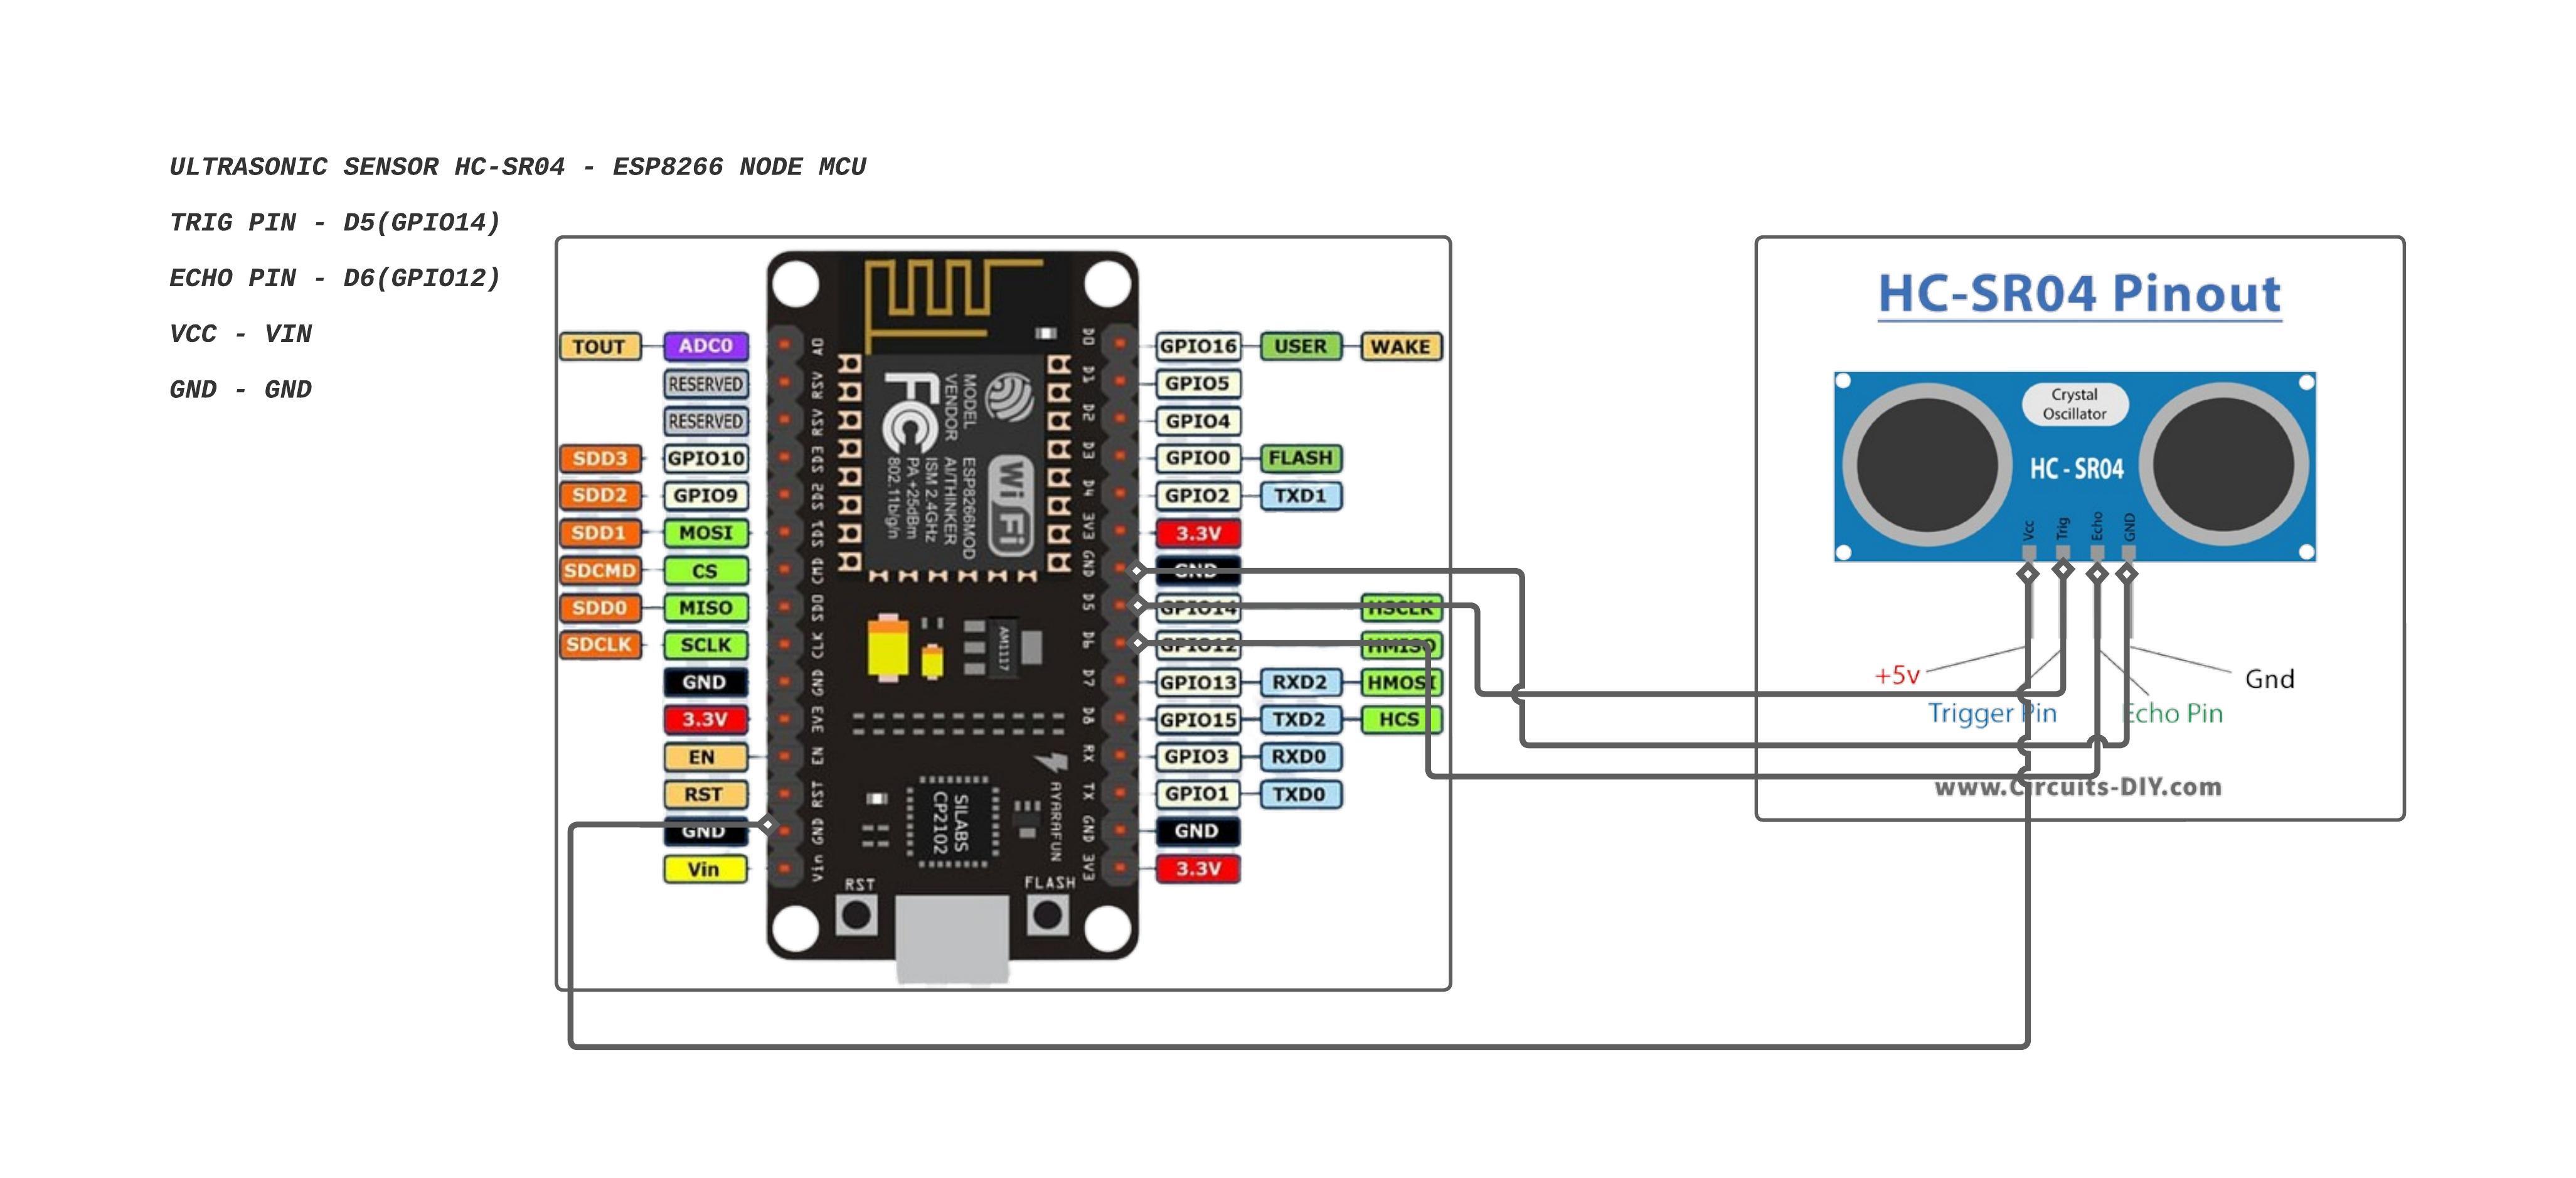 ULTRASONIC SENSOR HC-SR04 - ESP8266 NODE MCU
TRIG PIN - D5(GPIO14)
ECHO PIN - D6(GPIO12)
VCC - VIN
GND - GND
TOUT ADC0
RESERVED
RESERVED
SDD3 GPIO10
SDD2 GPIO9
SDD1 MOSI
SDCMD CS
SDD0 MISO
SDCLK SCLK
GND
3.3V
EN
RST
GND
Vin
A0
RSV
RSV
SD3
SD2
SD1
CMD
SD0
CLK
GND
3V3
EN
RST
GND
Vin
MODEL
VENDOR
ESP8266MOD
AI/THINKER
ISM 2.4GHz
PA +25dBm
802.11b/g/n
FC
WiFi
AM1117
SILABS
CP2102
AYARAFUN
RST
FLASH
D0
D1
D2
D3
D4
3V3
GND
D5
D6
D7
D8
RX
TX
GND
3V3
GPIO16 USER WAKE
GPIO5
GPIO4
GPIO0 FLASH
GPIO2 TXD1
3.3V
GND
GPIO14 HSCLK
GPIO12 HMISO
GPIO13 RXD2 HMOSI
GPIO15 TXD2 HCS
GPIO3 RXD0
GPIO1 TXD0
GND
3.3V
HC-SR04 Pinout
Crystal
Oscillator
HC - SR04
Vcc
Trig
Echo
GND
+5v
Gnd
Trigger Pin
Echo Pin
www.Circuits-DIY.com